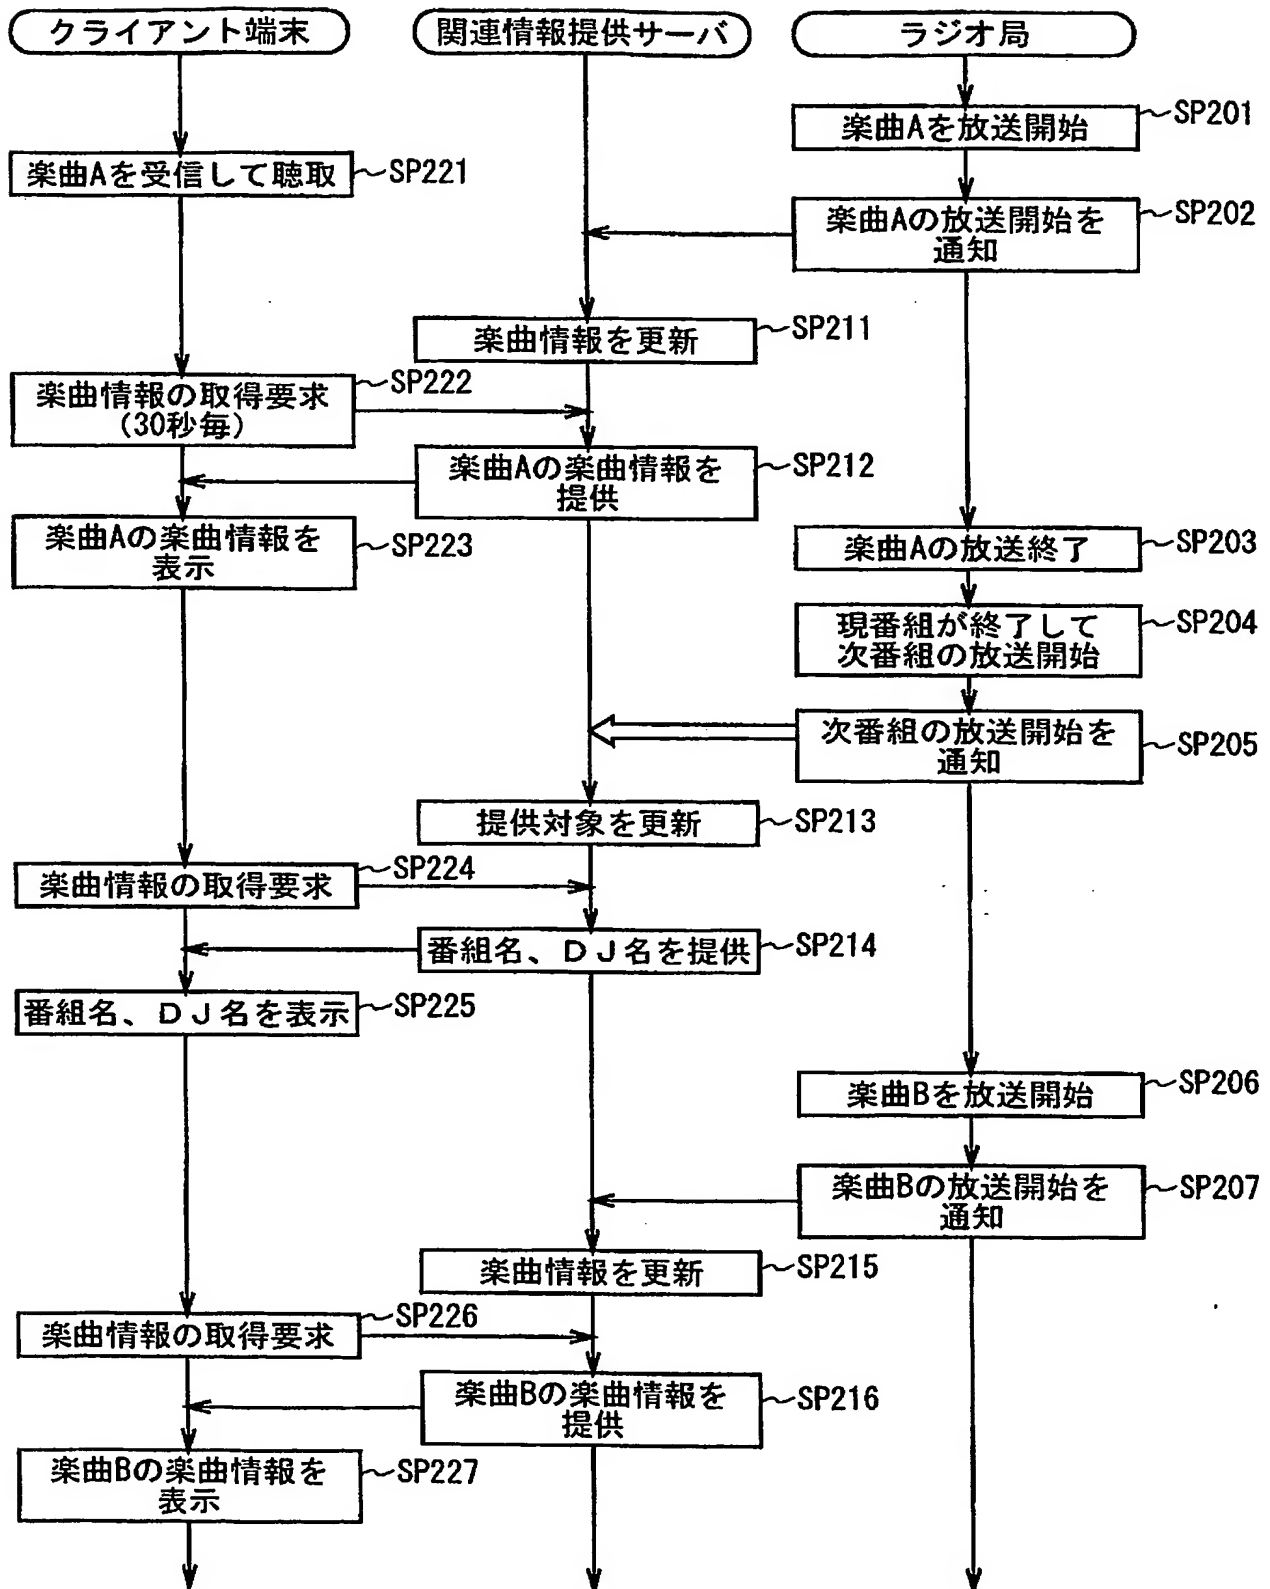 クライアント端末
関連情報提供サーバ
ラジオ局
楽曲Aを放送開始
SP201
楽曲Aを受信して聴取
SP221
楽曲Aの放送開始を
通知
SP202
楽曲情報を更新
SP211
楽曲情報の取得要求
(30秒毎)
SP222
楽曲Aの楽曲情報を
提供
SP212
楽曲Aの楽曲情報を
表示
SP223
楽曲Aの放送終了
SP203
現番組が終了して
次番組の放送開始
SP204
次番組の放送開始を
通知
SP205
提供対象を更新
SP213
楽曲情報の取得要求
SP224
番組名、DJ名を提供
SP214
番組名、DJ名を表示
SP225
楽曲Bを放送開始
SP206
楽曲Bの放送開始を
通知
SP207
楽曲情報を更新
SP215
楽曲情報の取得要求
SP226
楽曲Bの楽曲情報を
提供
SP216
楽曲Bの楽曲情報を
表示
SP227